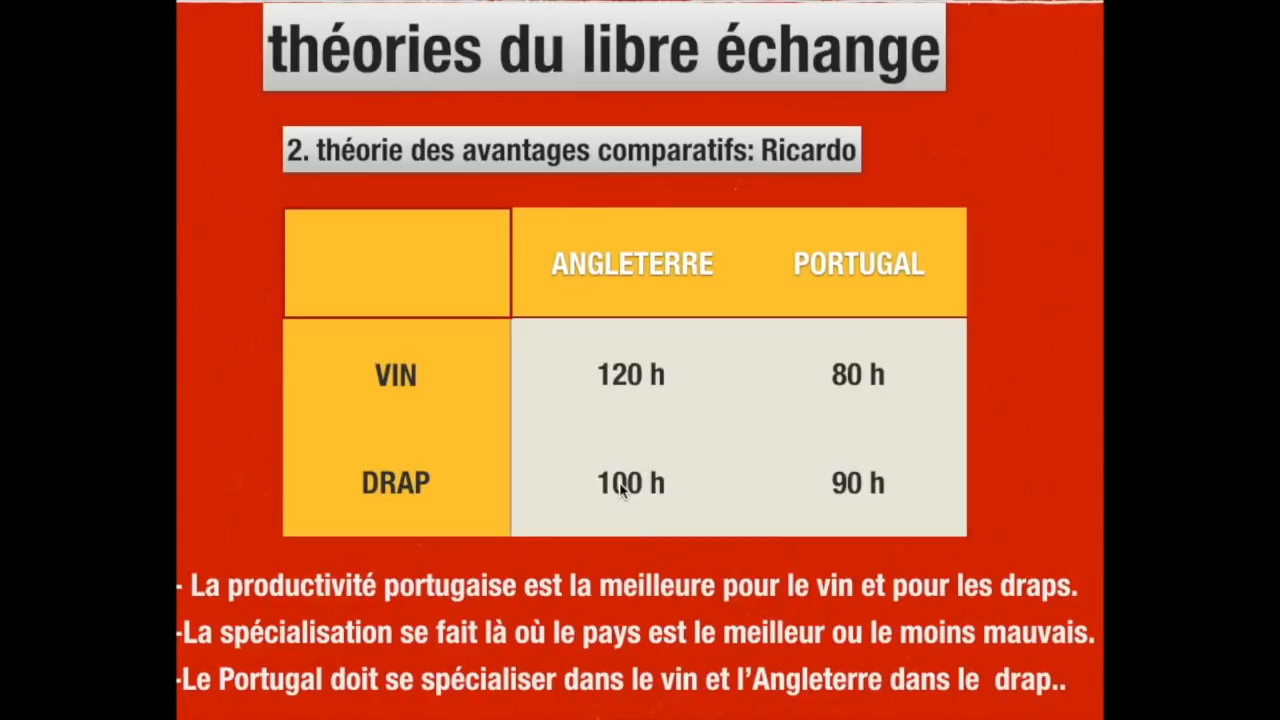 théories du libre échange
2. théorie des avantages comparatifs: Ricardo
ANGLETERRE PORTUGAL
VIN 120 h 80 h
DRAP 100 h 90 h
- La productivité portugaise est la meilleure pour le vin et pour les draps.
-La spécialisation se fait là où le pays est le meilleur ou le moins mauvais.
-Le Portugal doit se spécialiser dans le vin et l’Angleterre dans le  drap..